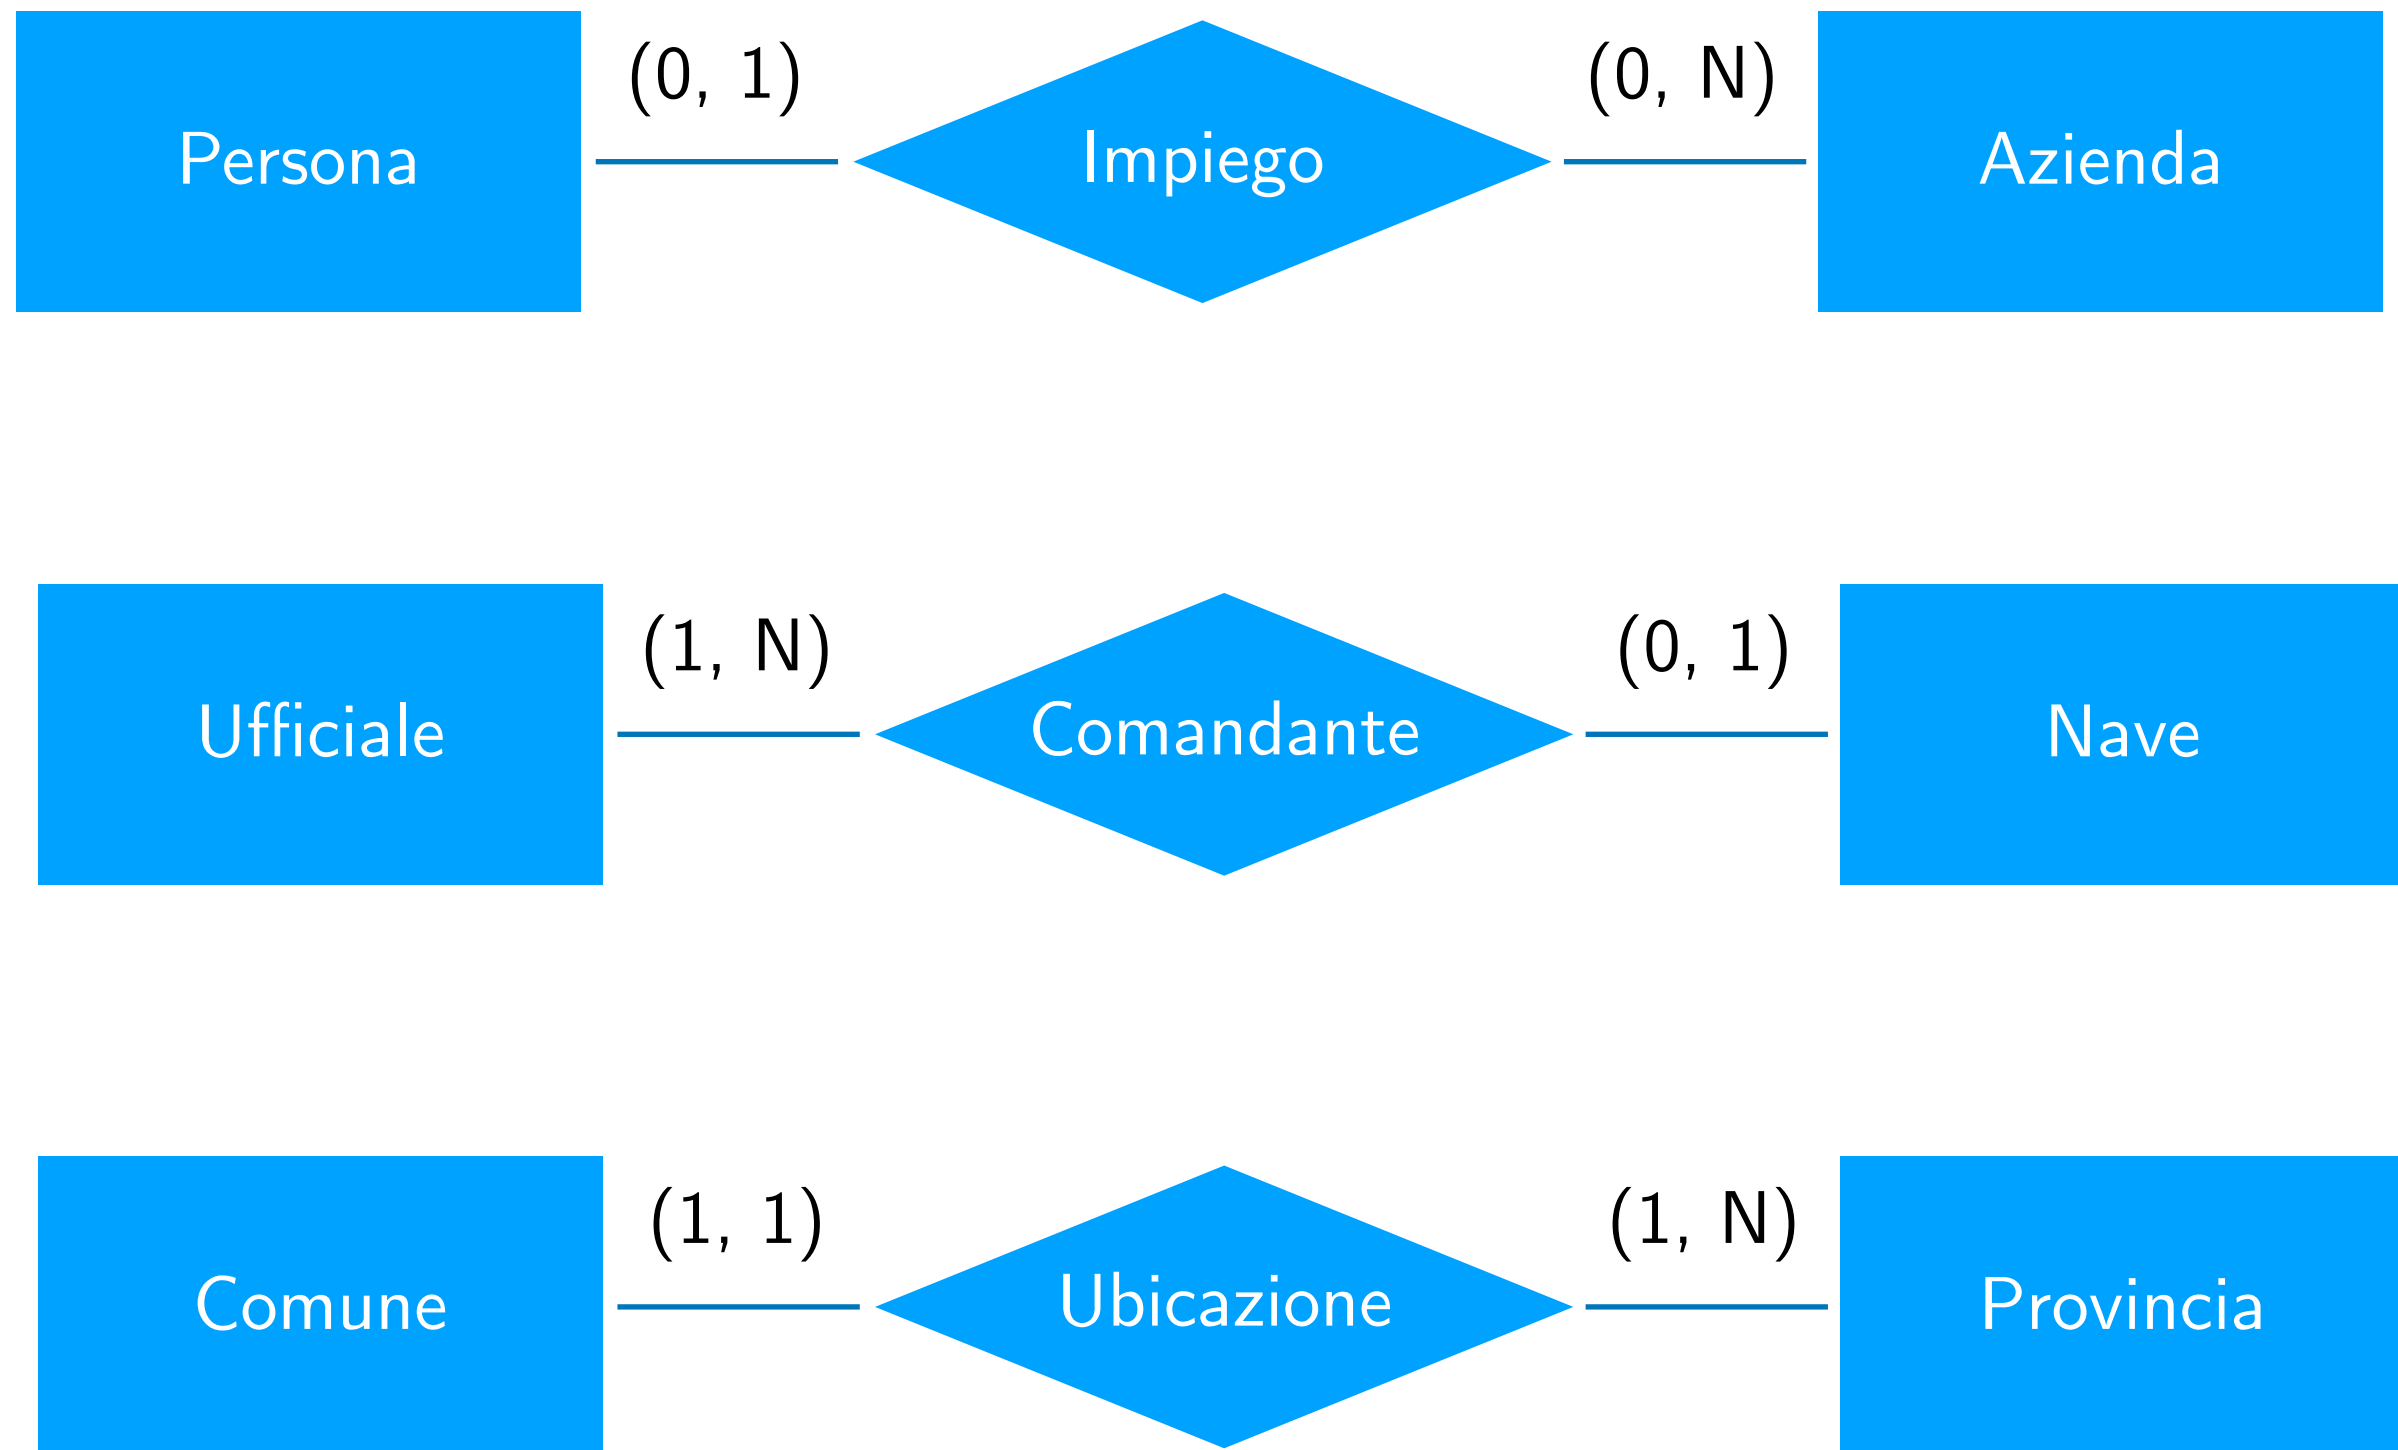 (0, 1) (0, N)
Persona Impiego Azienda
(1, N) (0, 1)
Ufficiale Comandante Nave
(1, 1) (1, N)
Comune Ubicazione Provincia